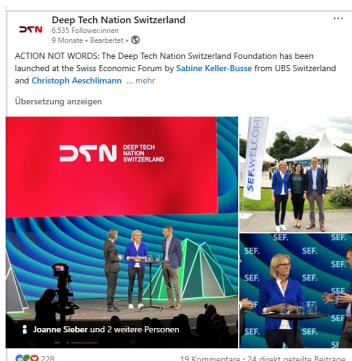 Deep Tech Nation Switzerland
6.535 Follower:innen
9 Monate • Bearbeitet •
ACTION NOT WORDS: The Deep Tech Nation Switzerland Foundation has been
launched at the Swiss Economic Forum by Sabine Keller-Busse from UBS Switzerland
and Christoph Aeschlimann ... mehr
Übersetzung anzeigen
DTN DEEP TECH
NATION
SWITZERLAND
SEF.WELCOME
SEF. SEF.
SEF.
Joanne Sieber und 2 weitere Personen
228 19 Kommentare • 24 direkt geteilte Beiträge